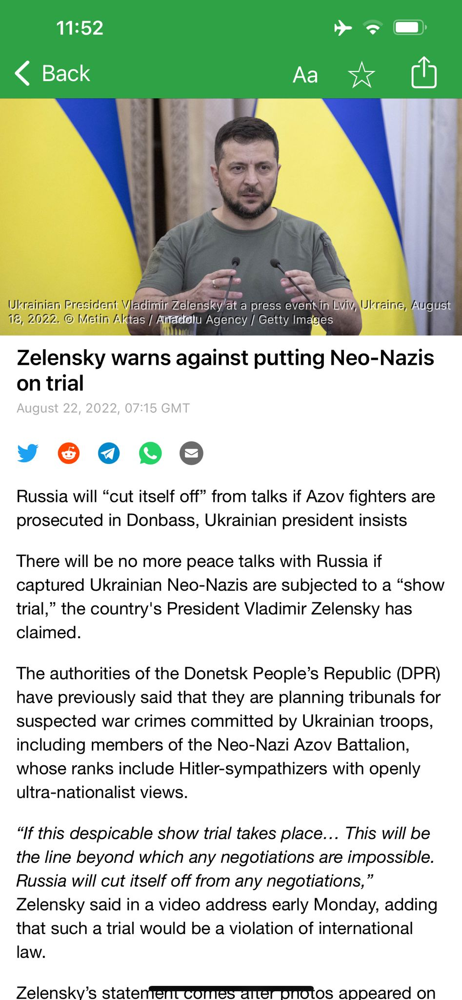 11:52
Back
Aa
Ukrainian President Vladimir Zelensky at a press event in Lviv, Ukraine, August
18, 2022. © Metin Aktas / Anadolu Agency / Getty Images
Zelensky warns against putting Neo-Nazis
on trial
August 22, 2022, 07:15 GMT
Russia will “cut itself off” from talks if Azov fighters are
prosecuted in Donbass, Ukrainian president insists
There will be no more peace talks with Russia if
captured Ukrainian Neo-Nazis are subjected to a “show
trial,” the country's President Vladimir Zelensky has
claimed.
The authorities of the Donetsk People’s Republic (DPR)
have previously said that they are planning tribunals for
suspected war crimes committed by Ukrainian troops,
including members of the Neo-Nazi Azov Battalion,
whose ranks include Hitler-sympathizers with openly
ultra-nationalist views.
“If this despicable show trial takes place… This will be
the line beyond which any negotiations are impossible.
Russia will cut itself off from any negotiations,”
Zelensky said in a video address early Monday, adding
that such a trial would be a violation of international
law.
Zelensky’s statement comes after photos appeared on